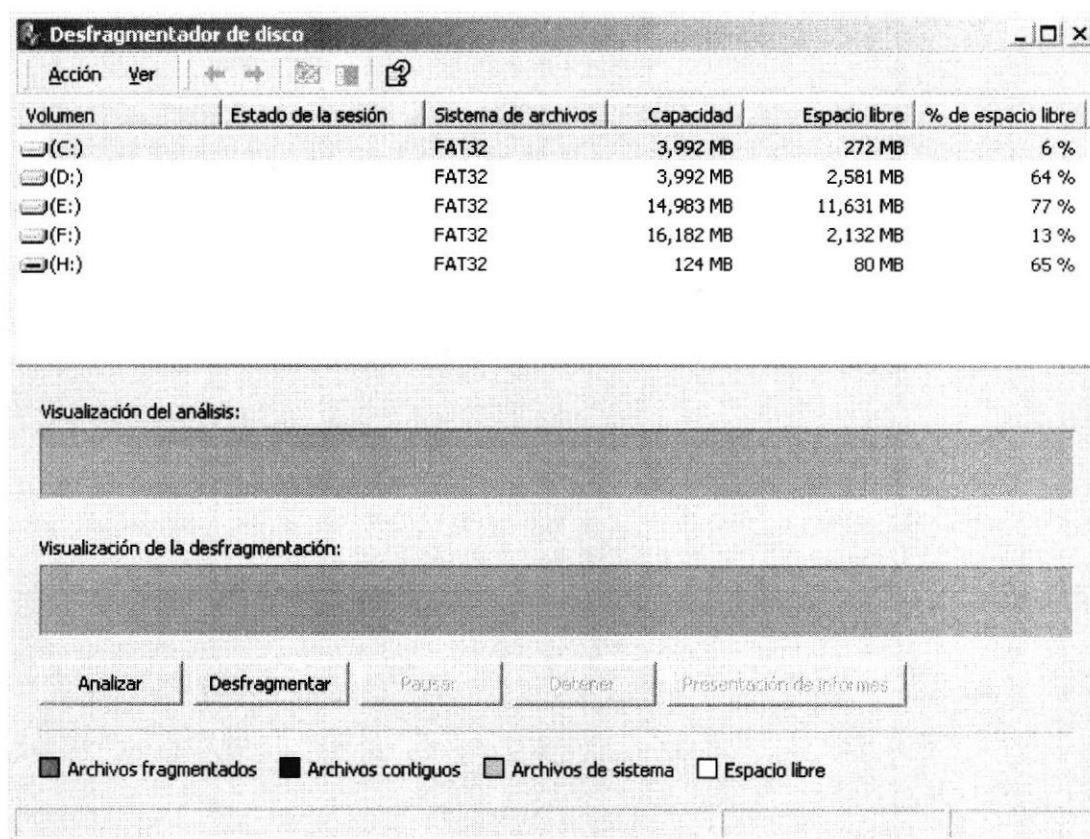 Desfragmentador de disco
Acción Ver
Volumen Estado de la sesión Sistema de archivos Capacidad Espacio libre % de espacio libre
(C:) FAT32 3,992 MB 272 MB 6 %
(D:) FAT32 3,992 MB 2,581 MB 64 %
(E:) FAT32 14,983 MB 11,631 MB 77 %
(F:) FAT32 16,182 MB 2,132 MB 13 %
(H:) FAT32 124 MB 80 MB 65 %
Visualización del análisis:
Visualización de la desfragmentación:
Analizar Desfragmentar Pausar Detener Presentación de informes
Archivos fragmentados Archivos contiguos Archivos de sistema Espacio libre